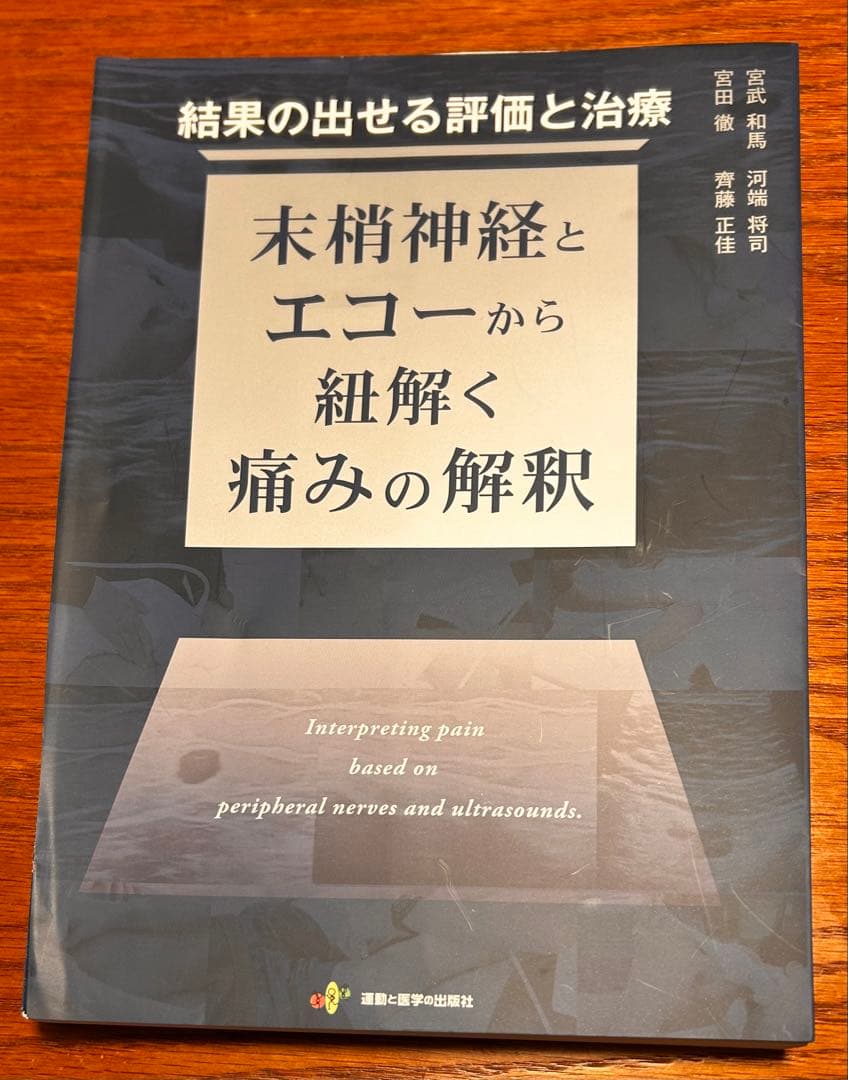 結果の出せる評価と治療
宮武 和馬 河端 将司
宮田 徹 齊藤 正佳
末梢神経と
エコーから
紐解く
痛みの解釈
Interpreting pain
based on
peripheral nerves and ultrasounds.
運動と医学の出版社